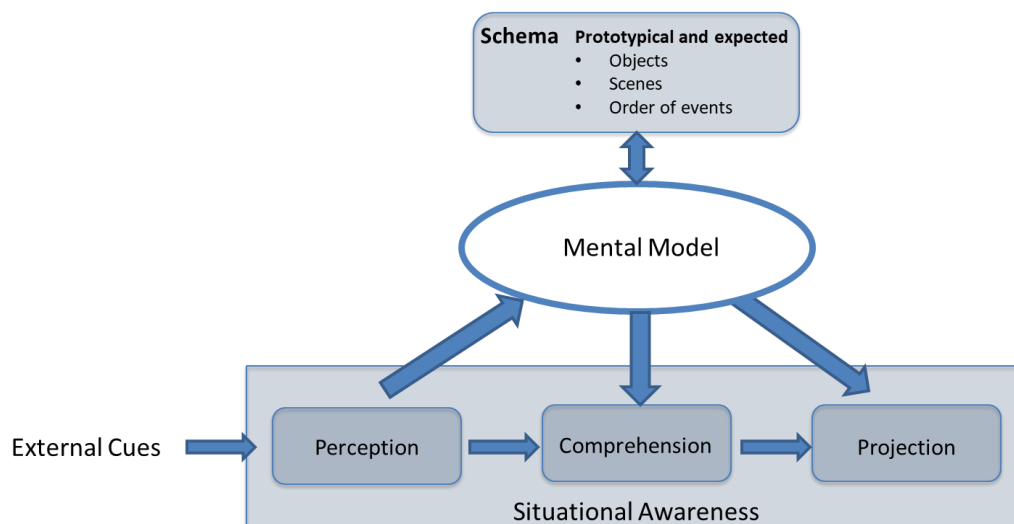 Schema Prototypical and expected
• Objects
• Scenes
• Order of events
Mental Model
External Cues
Perception
Comprehension
Projection
Situational Awareness